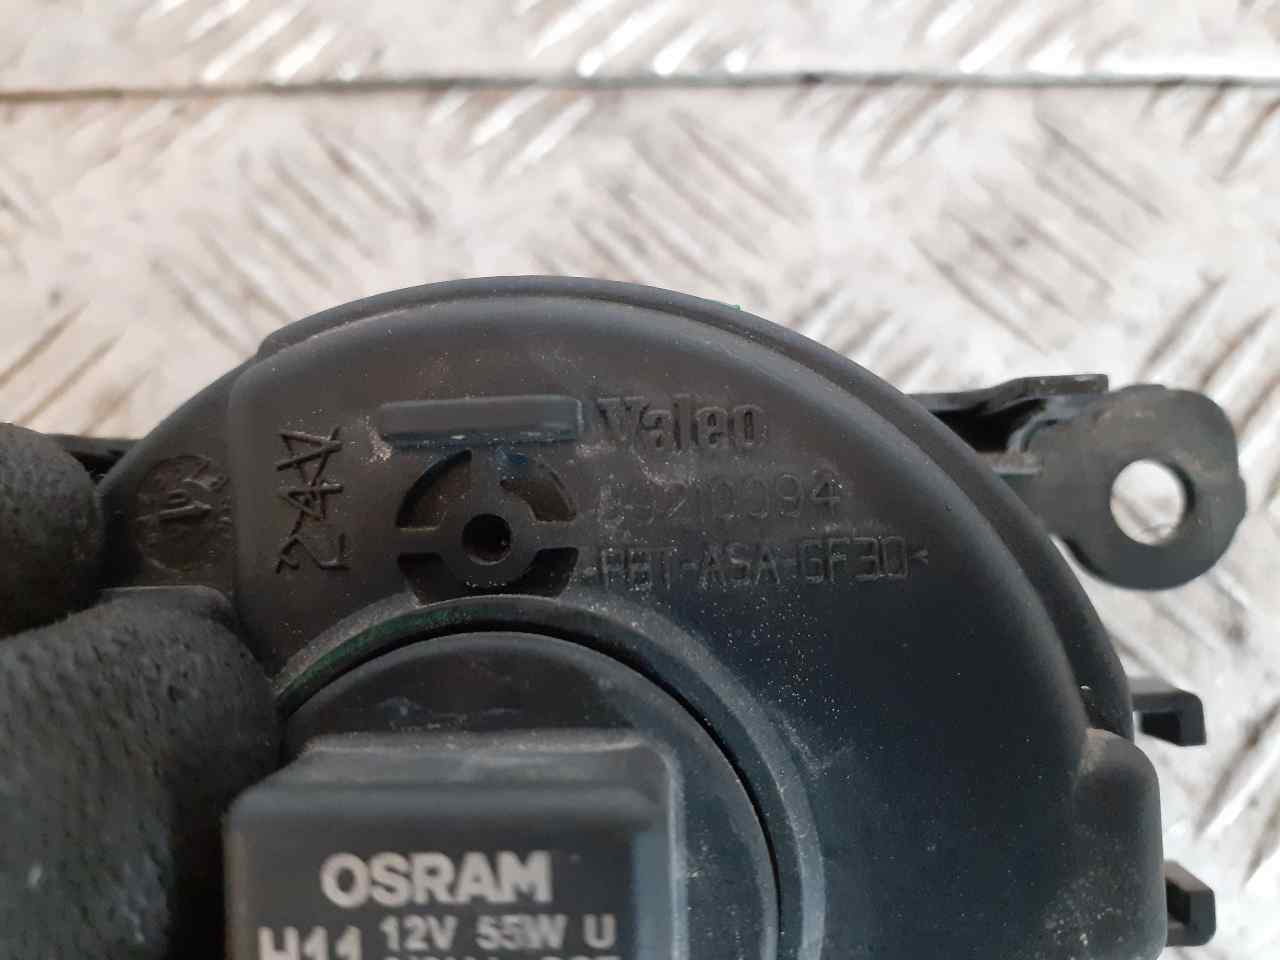 Valeo
89210094
>PBT-ASA-GF30<
OSRAM
H11 12V 55W U